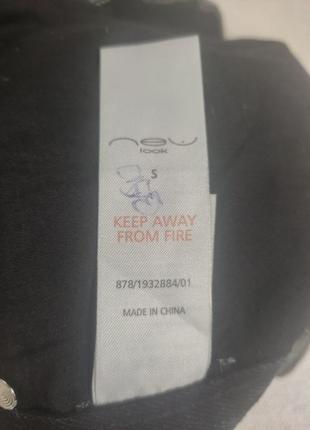 new
look
S
KEEP AWAY
FROM FIRE
878/1932884/01
MADE IN CHINA